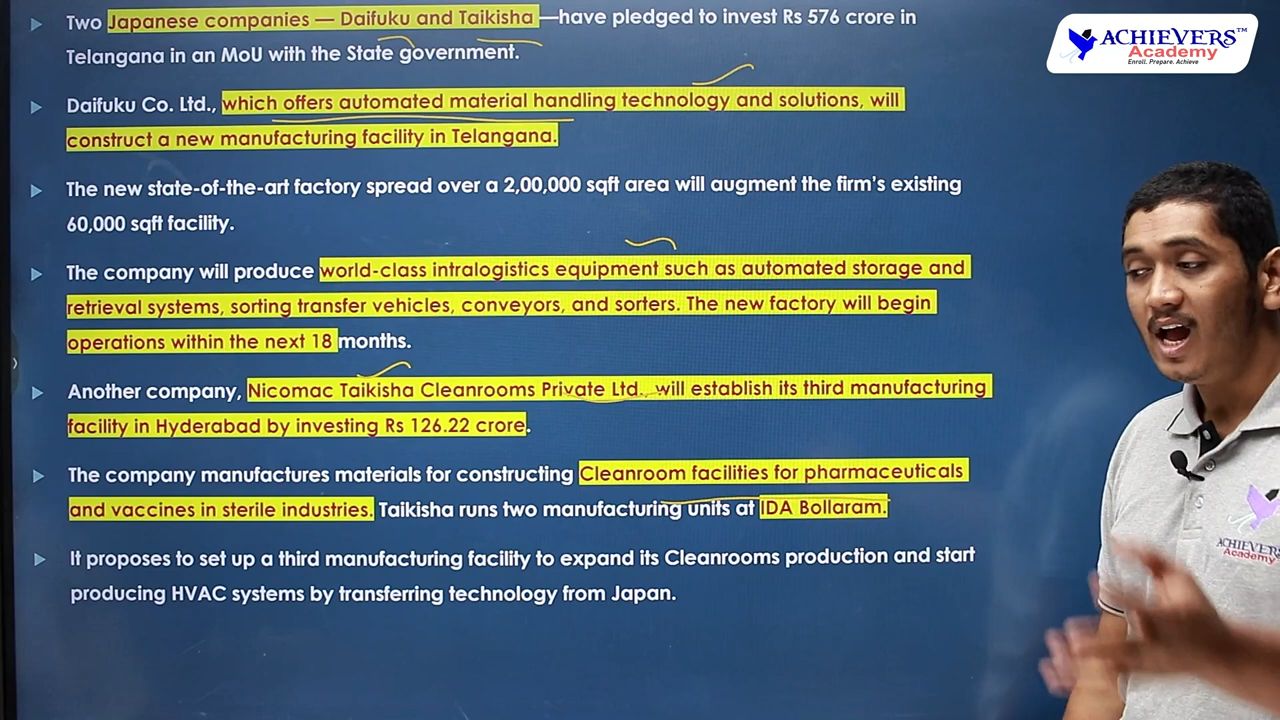 Two Japanese companies — Daifuku and Taikisha —have pledged to invest Rs 576 crore in
Telangana in an MoU with the State government.
Daifuku Co. Ltd., which offers automated material handling technology and solutions, will
construct a new manufacturing facility in Telangana.
The new state-of-the-art factory spread over a 2,00,000 sqft area will augment the firm's existing
60,000 sqft facility.
The company will produce world-class intralogistics equipment such as automated storage and
retrieval systems, sorting transfer vehicles, conveyors, and sorters. The new factory will begin
operations within the next 18 months.
Another company, Nicomac Taikisha Cleanrooms Private Ltd., will establish its third manufacturing
facility in Hyderabad by investing Rs 126.22 crore.
The company manufactures materials for constructing Cleanroom facilities for pharmaceuticals
and vaccines in sterile industries. Taikisha runs two manufacturing units at IDA Bollaram.
It proposes to set up a third manufacturing facility to expand its Cleanrooms production and start
producing HVAC systems by transferring technology from Japan.
ACHIEVERS™
Academy
Enroll. Prepare. Achieve
ACHIEVERS
Academy